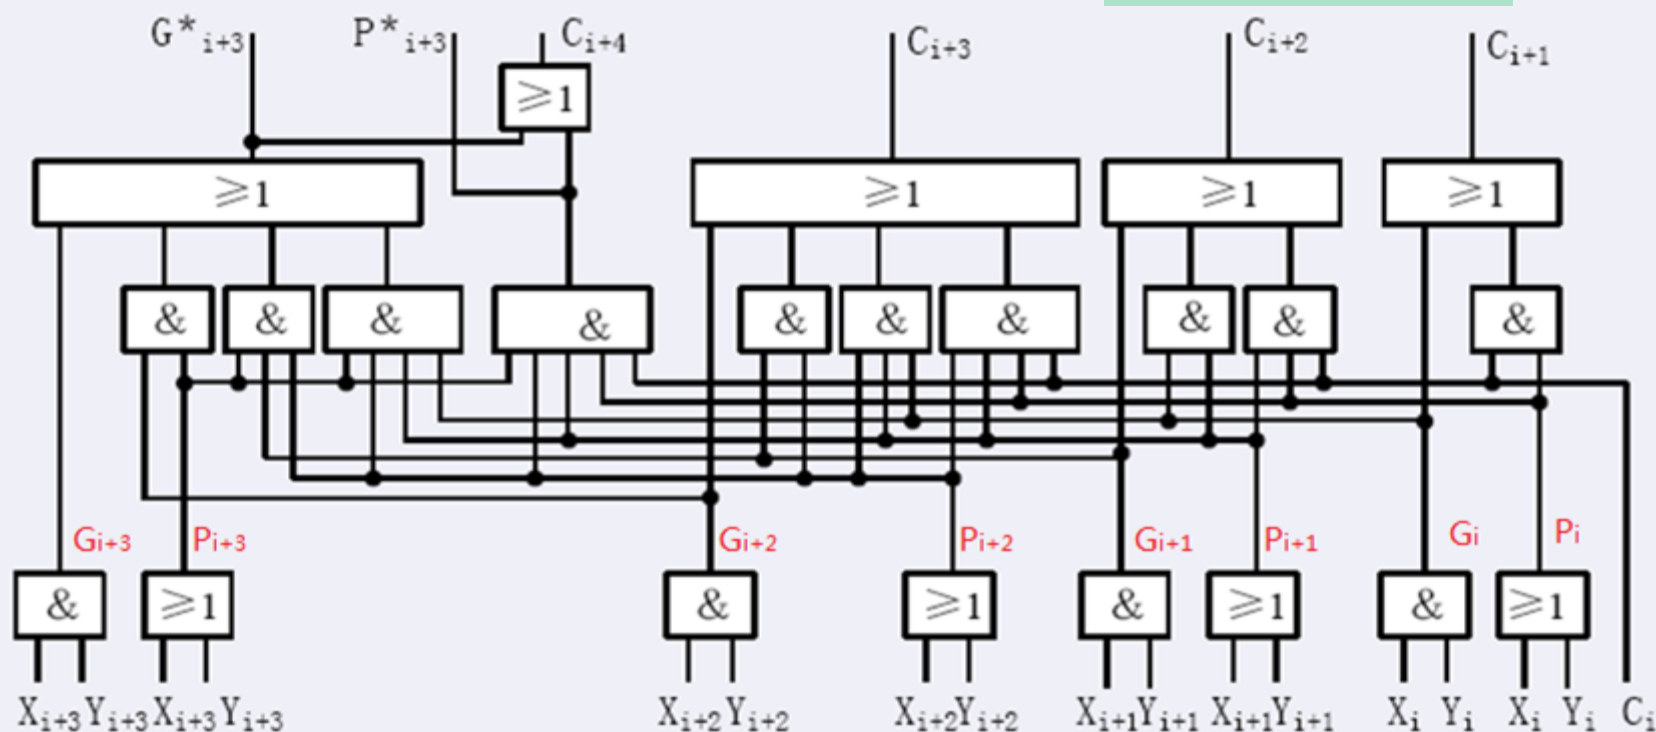 G*i+3 P*i+3 Ci+4 Ci+3 Ci+2 Ci+1
≥1
≥1 ≥1 ≥1 ≥1
& & & & & & & & & &
Gi+3 Pi+3 Gi+2 Pi+2 Gi+1 Pi+1 Gi Pi
& ≥1 & ≥1 & ≥1 & ≥1
Xi+3 Yi+3 Xi+3 Yi+3 Xi+2 Yi+2 Xi+2 Yi+2 Xi+1 Yi+1 Xi+1 Yi+1 Xi Yi Xi Yi Ci